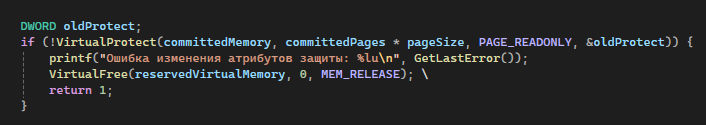 DWORD oldProtect;
if (!VirtualProtect(committedMemory, committedPages * pageSize, PAGE_READONLY, &oldProtect)) {
    printf("Ошибка изменения атрибутов защиты: %lu\n", GetLastError());
    VirtualFree(reservedVirtualMemory, 0, MEM_RELEASE); \
    return 1;
}